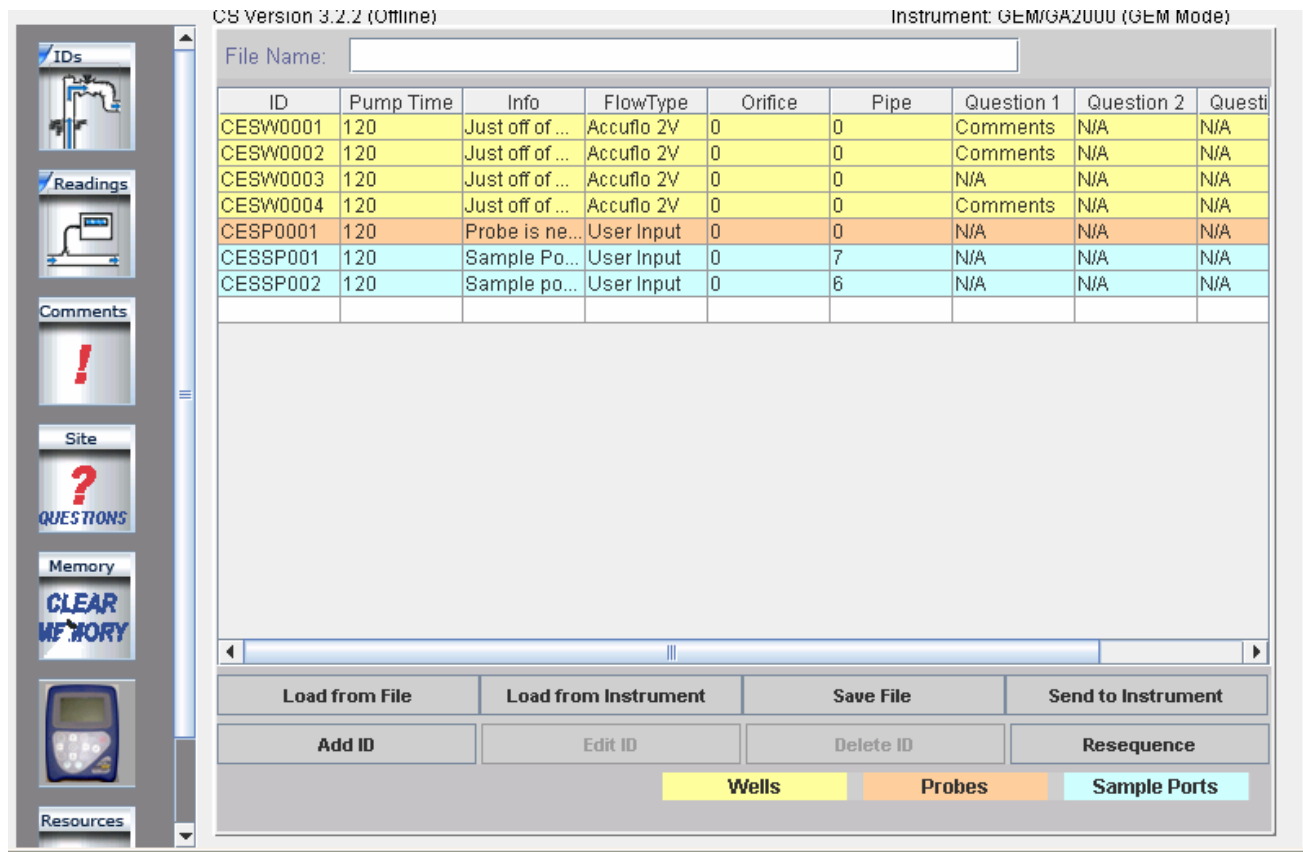 CS Version 3.2.2 (Offline) Instrument: GEM/GA2000 (GEM Mode)
IDs
Readings
Comments
!
Site
?
QUESTIONS
Memory
CLEAR
MEMORY
Resources
File Name:
ID Pump Time Info FlowType Orifice Pipe Question 1 Question 2 Questi
CESW0001 120 Just off of ... Accuflo 2V 0 0 Comments N/A N/A
CESW0002 120 Just off of ... Accuflo 2V 0 0 Comments N/A N/A
CESW0003 120 Just off of ... Accuflo 2V 0 0 N/A N/A N/A
CESW0004 120 Just off of ... Accuflo 2V 0 0 Comments N/A N/A
CESP0001 120 Probe is ne... User Input 0 0 N/A N/A N/A
CESSP001 120 Sample Po... User Input 0 7 N/A N/A N/A
CESSP002 120 Sample po... User Input 0 6 N/A N/A N/A
Load from File Load from Instrument Save File Send to Instrument
Add ID Edit ID Delete ID Resequence
Wells Probes Sample Ports